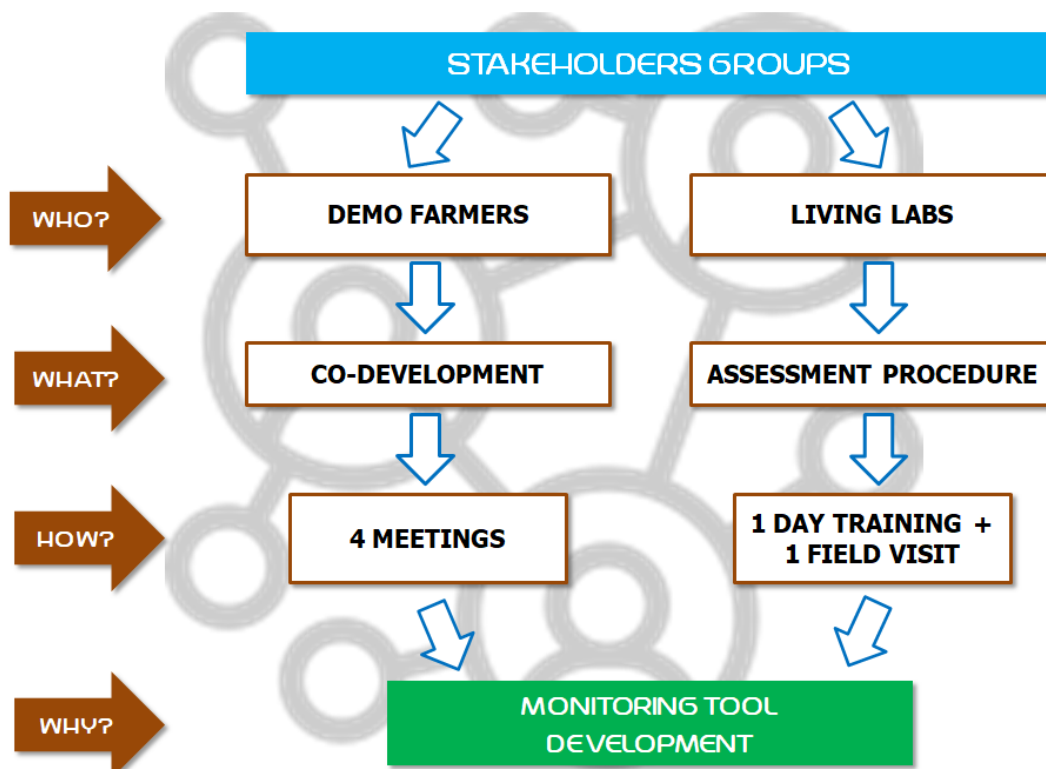 STAKEHOLDERS GROUPS
WHO?
DEMO FARMERS
LIVING LABS
WHAT?
CO-DEVELOPMENT
ASSESSMENT PROCEDURE
HOW?
4 MEETINGS
1 DAY TRAINING +
1 FIELD VISIT
WHY?
MONITORING TOOL
DEVELOPMENT